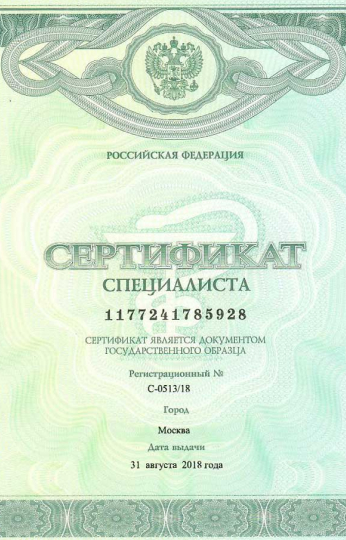 РОССИЙСКАЯ ФЕДЕРАЦИЯ
СЕРТИФИКАТ
СПЕЦИАЛИСТА
1177241785928
СЕРТИФИКАТ ЯВЛЯЕТСЯ ДОКУМЕНТОМ
ГОСУДАРСТВЕННОГО ОБРАЗЦА
Регистрационный №
С-0513/18
Город
Москва
Дата выдачи
31 августа 2018 года